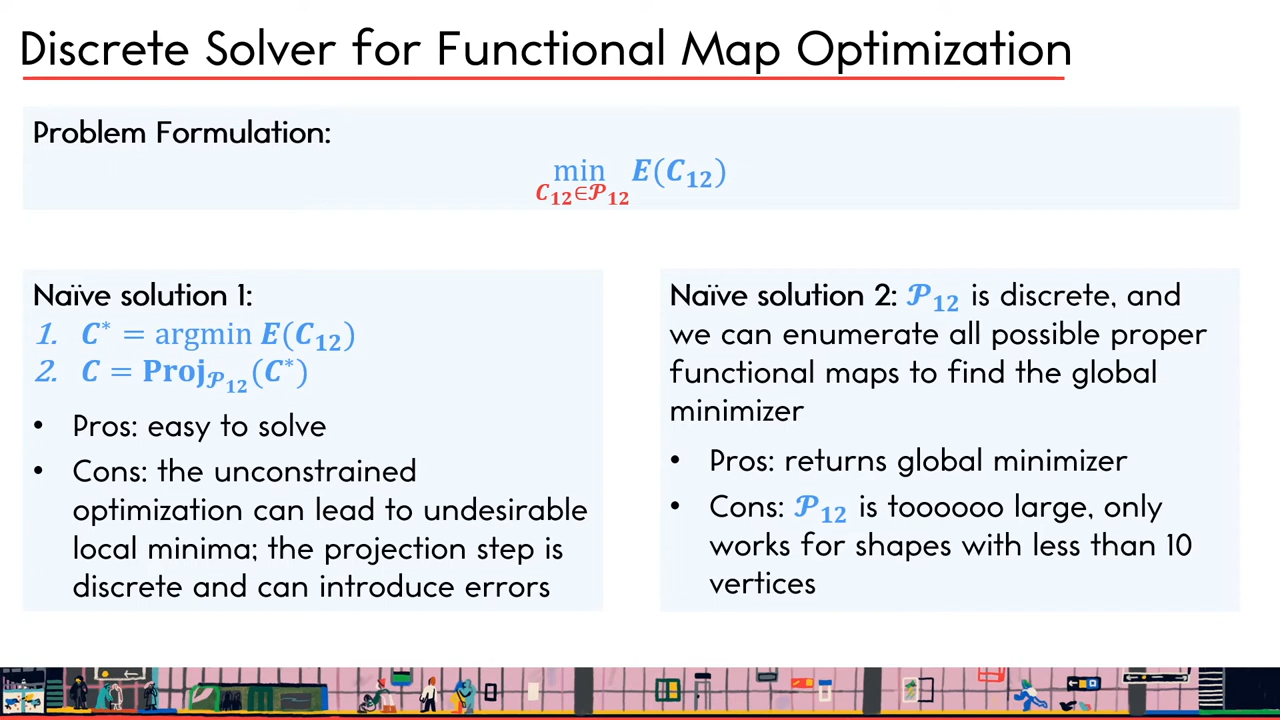 Discrete Solver for Functional Map Optimization
Problem Formulation:
min E(C₁₂)
C₁₂∈𝒫₁₂
Naïve solution 1:
1. C* = argmin E(C₁₂)
2. C = Proj𝒫₁₂(C*)
• Pros: easy to solve
• Cons: the unconstrained
optimization can lead to undesirable
local minima; the projection step is
discrete and can introduce errors
Naïve solution 2: 𝒫₁₂ is discrete, and
we can enumerate all possible proper
functional maps to find the global
minimizer
• Pros: returns global minimizer
• Cons: 𝒫₁₂ is toooooo large, only
works for shapes with less than 10
vertices